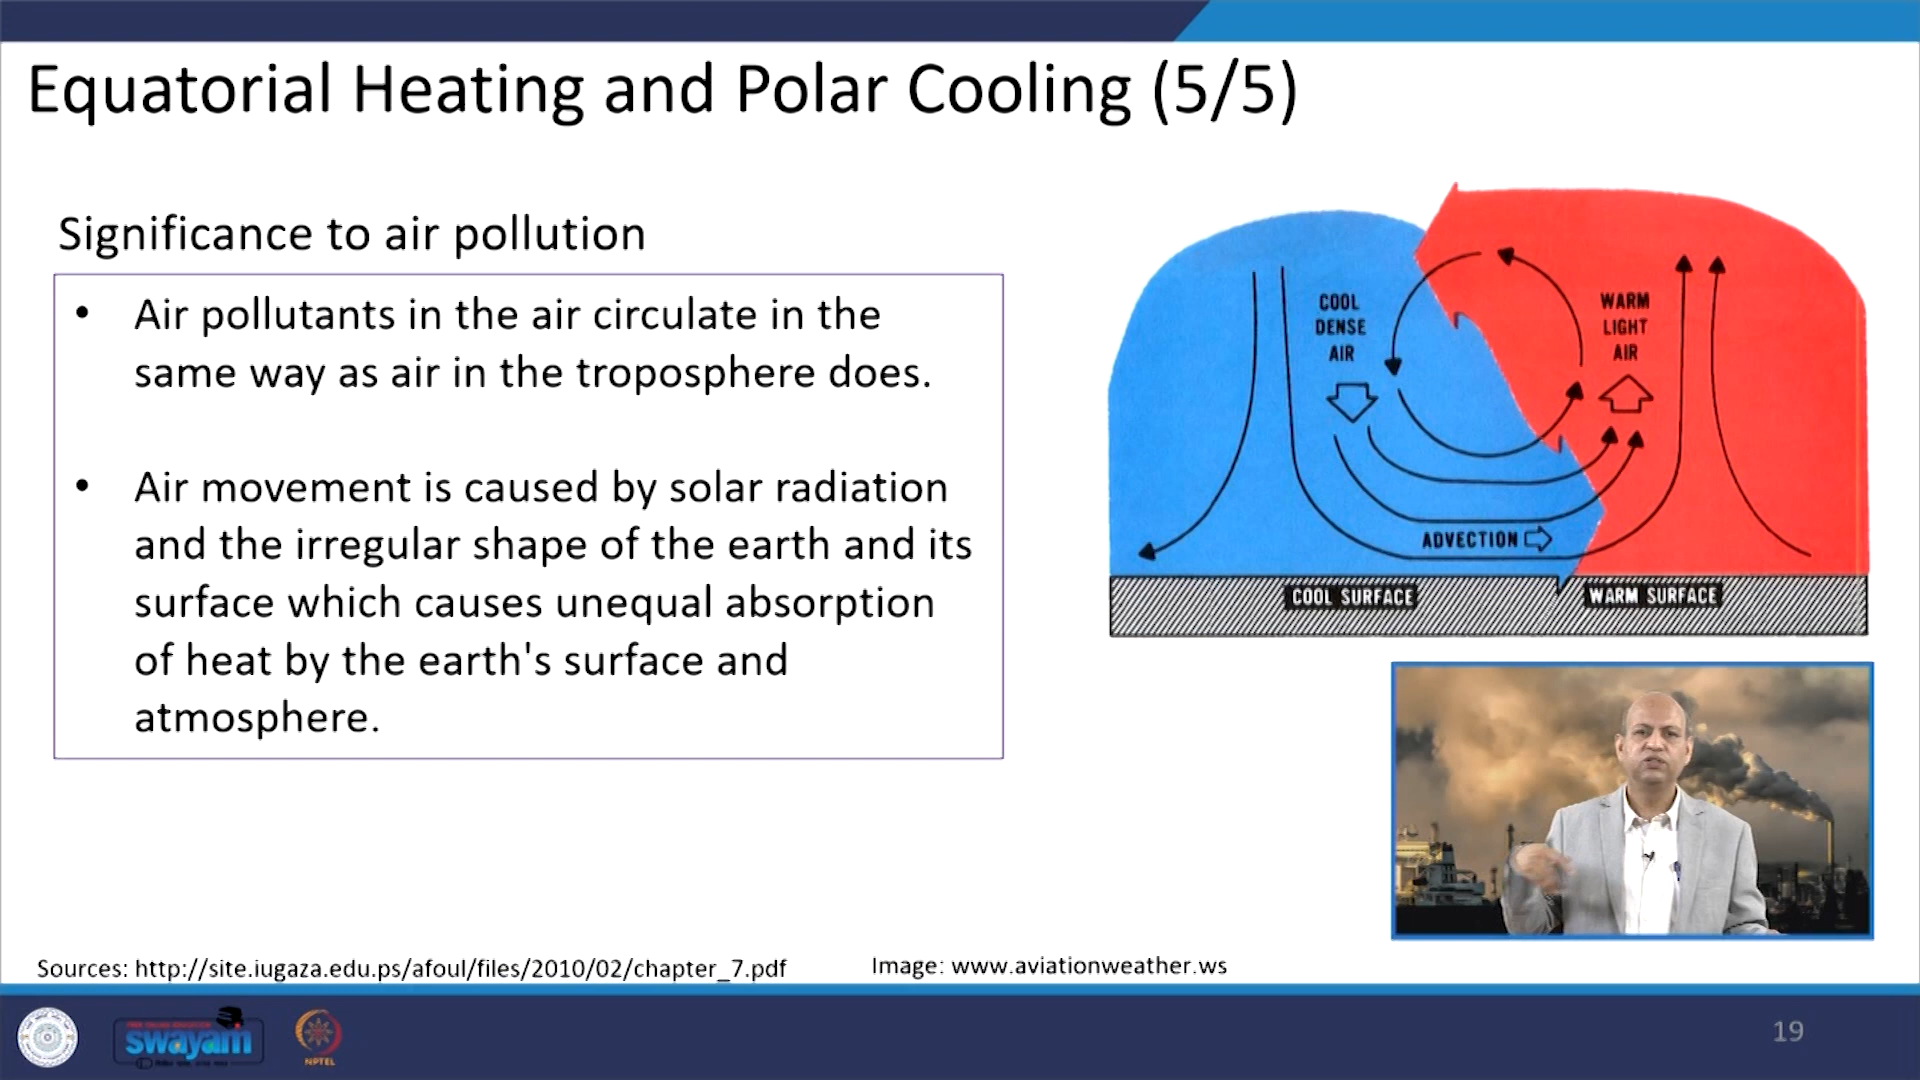 Equatorial Heating and Polar Cooling (5/5)
Significance to air pollution
• Air pollutants in the air circulate in the
same way as air in the troposphere does.
• Air movement is caused by solar radiation
and the irregular shape of the earth and its
surface which causes unequal absorption
of heat by the earth's surface and
atmosphere.
COOL
DENSE
AIR
WARM
LIGHT
AIR
ADVECTION
COOL SURFACE
WARM SURFACE
Sources: http://site.iugaza.edu.ps/afoul/files/2010/02/chapter_7.pdf
Image: www.aviationweather.ws
swayam
NPTEL
19